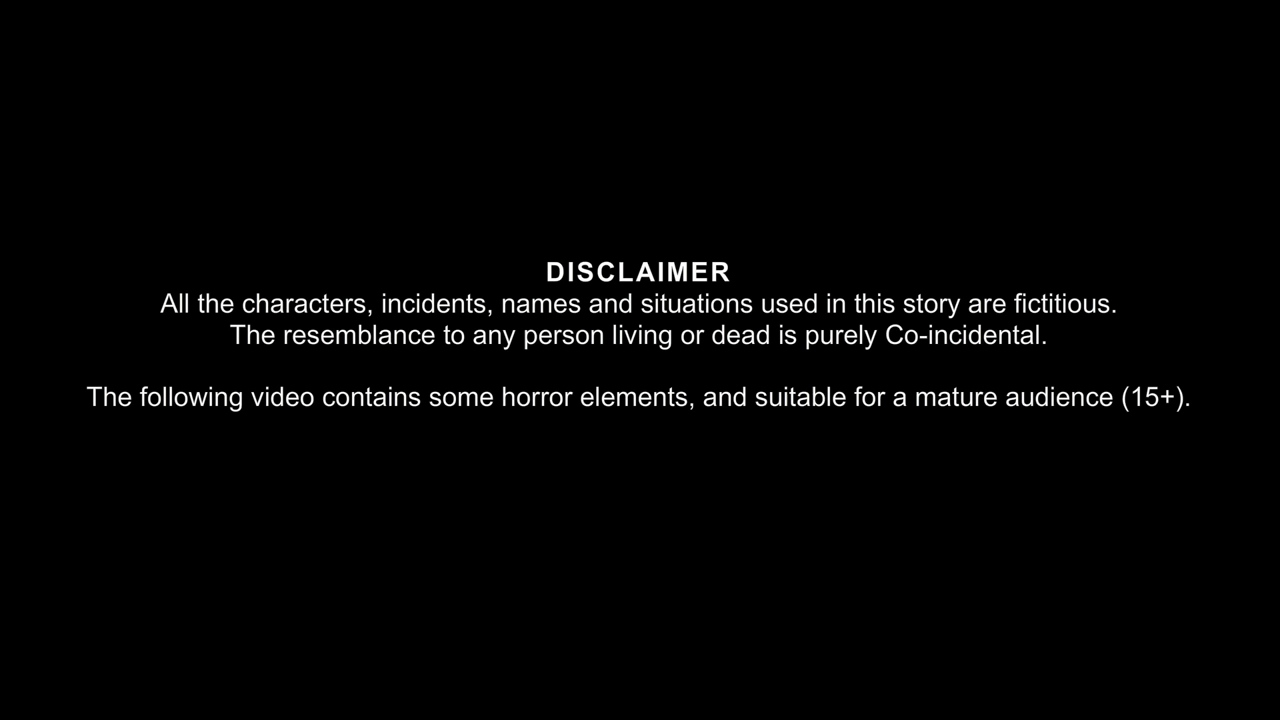 DISCLAIMER
All the characters, incidents, names and situations used in this story are fictitious.
The resemblance to any person living or dead is purely Co-incidental.
The following video contains some horror elements, and suitable for a mature audience (15+).